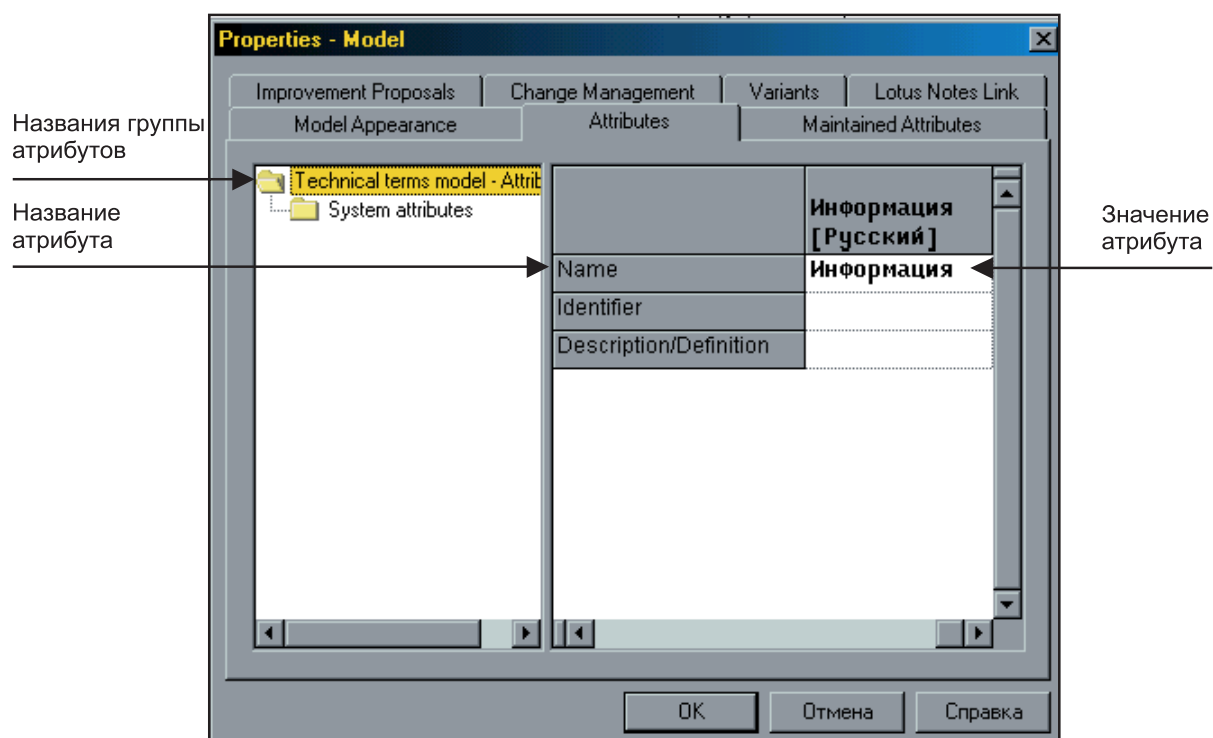 Properties - Model
Improvement Proposals
Change Management
Variants
Lotus Notes Link
Model Appearance
Attributes
Maintained Attributes
Названия группы
атрибутов
Technical terms model - Attrib
System attributes
Название
атрибута
Информация
[Русский]
Значение
атрибута
Name
Информация
Identifier
Description/Definition
OK
Отмена
Справка